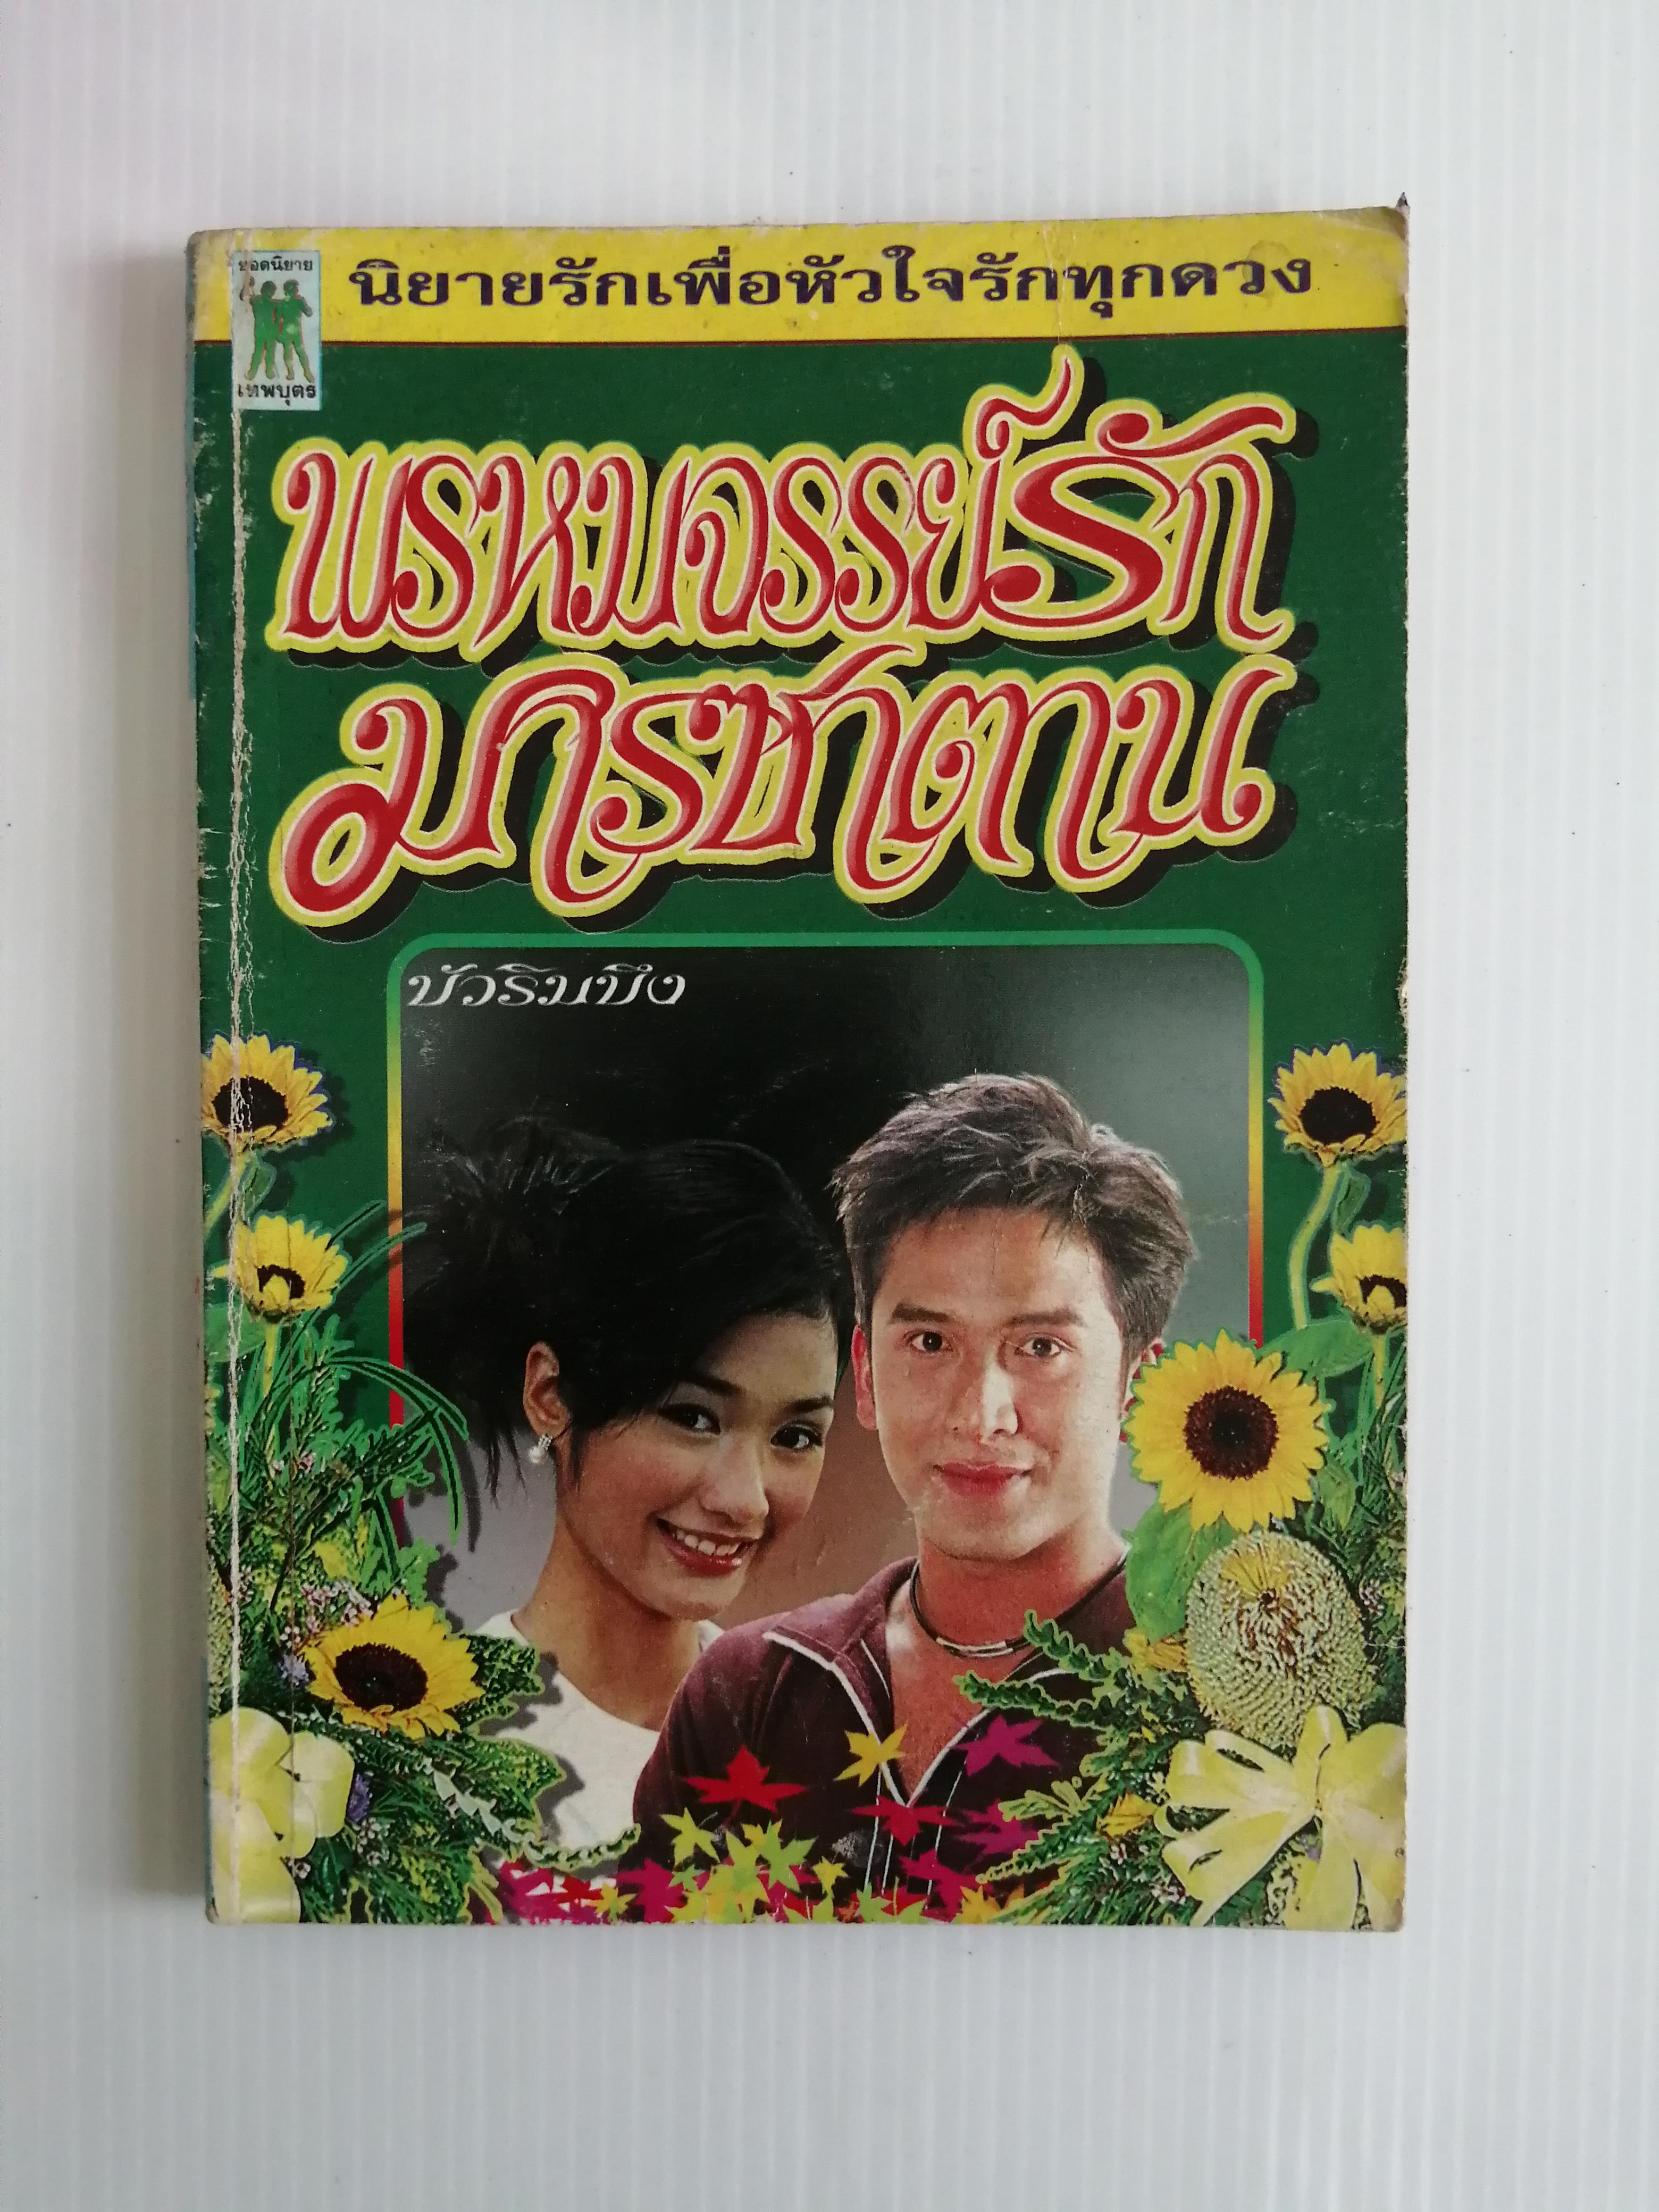 ยอดนิยาย
เทพบุตร
นิยายรักเพื่อหัวใจรักทุกดวง
พรหมจรรย์รัก
มารซาตาน
บัวริมบึง